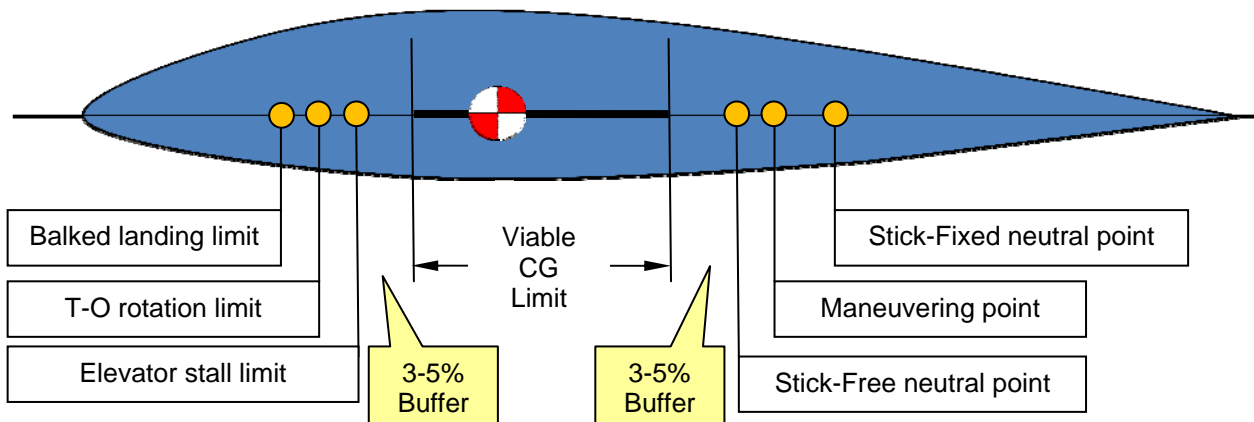 Balked landing limit
T-O rotation limit
Elevator stall limit
3-5%
Buffer
Viable
CG
Limit
3-5%
Buffer
Stick-Fixed neutral point
Maneuvering point
Stick-Free neutral point